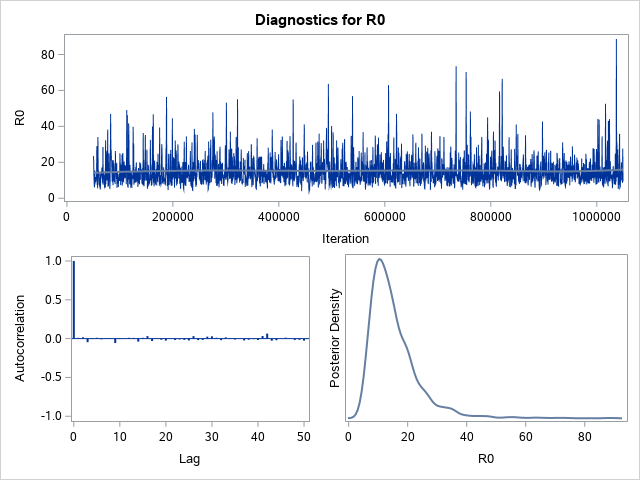 Diagnostics for R0
R0
80
60
40
20
0
0 200000 400000 600000 800000 1000000
Iteration
Autocorrelation
1.0
0.5
0.0
-0.5
-1.0
0 10 20 30 40 50
Lag
Posterior Density
0 20 40 60 80
R0